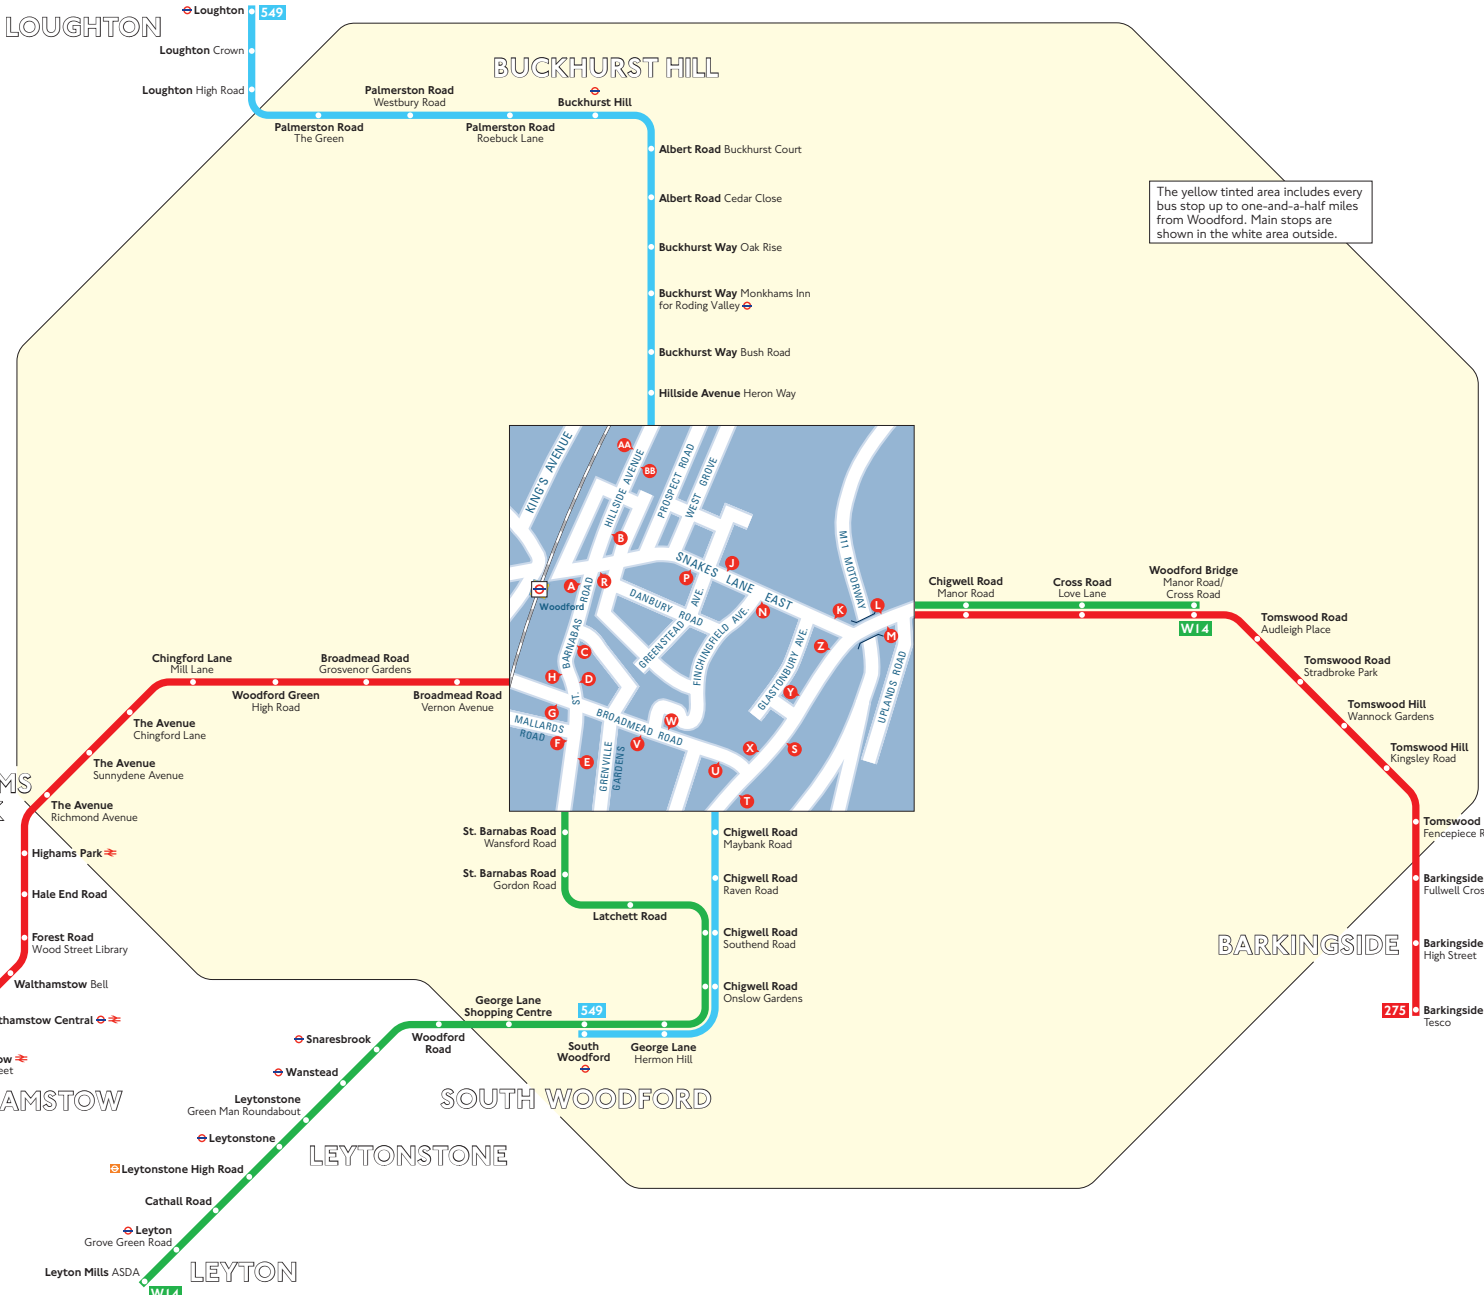 Loughton
549
LOUGHTON
Loughton Crown
Loughton High Road
BUCKHURST HILL
Palmerston Road
Westbury Road
Buckhurst Hill
Palmerston Road
The Green
Palmerston Road
Roebuck Lane
Albert Road Buckhurst Court
Albert Road Cedar Close
Buckhurst Way Oak Rise
Buckhurst Way Monkhams Inn
for Roding Valley
Buckhurst Way Bush Road
Hillside Avenue Heron Way
The yellow tinted area includes every
bus stop up to one-and-a-half miles
from Woodford. Main stops are
shown in the white area outside.
KING'S AVENUE
HILLSIDE AVENUE
PROSPECT ROAD
WEST GROVE
M11 MOTORWAY
SNAKES LANE EAST
DANBURY ROAD
GREENSTEAD AVE.
FINCHINGFIELD AVE.
GLASTONBURY AVE.
UPLANDS ROAD
ST. BARNABAS ROAD
BROADMEAD ROAD
MALLARDS
ROAD
GRENVILLE
GARDENS
Woodford
AA
BB
B
A
R
P
J
N
K
L
M
Z
C
H
D
G
F
E
V
W
Y
X
S
U
T
Chigwell Road
Manor Road
Cross Road
Love Lane
Woodford Bridge
Manor Road/
Cross Road
W14
Tomswood Road
Audleigh Place
Tomswood Road
Stradbroke Park
Tomswood Hill
Wannock Gardens
Tomswood Hill
Kingsley Road
Tomswood
Fencepiece R
Barkingside
Fullwell Cros
BARKINGSIDE
Barkingside
High Street
275
Barkingside
Tesco
Chingford Lane
Mill Lane
Broadmead Road
Grosvenor Gardens
Woodford Green
High Road
Broadmead Road
Vernon Avenue
The Avenue
Chingford Lane
The Avenue
Sunnydene Avenue
MS
The Avenue
Richmond Avenue
Highams Park
Hale End Road
Forest Road
Wood Street Library
Walthamstow Bell
thamstow Central
ow
eet
AMSTOW
St. Barnabas Road
Wansford Road
St. Barnabas Road
Gordon Road
Latchett Road
Chigwell Road
Maybank Road
Chigwell Road
Raven Road
Chigwell Road
Southend Road
Chigwell Road
Onslow Gardens
George Lane
Shopping Centre
549
South
Woodford
George Lane
Hermon Hill
Woodford
Road
SOUTH WOODFORD
Snaresbrook
Wanstead
Leytonstone
Green Man Roundabout
Leytonstone
LEYTONSTONE
Leytonstone High Road
Cathall Road
Leyton
Grove Green Road
Leyton Mills ASDA
LEYTON
W14